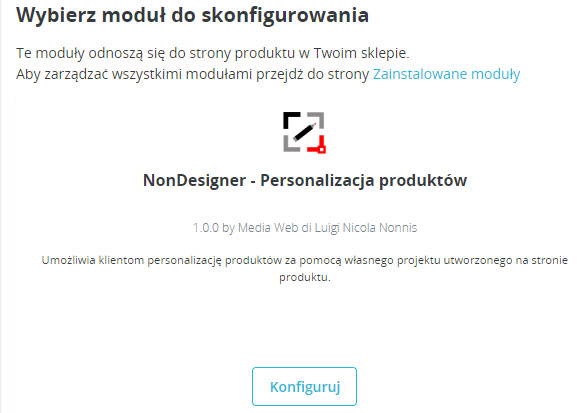 Wybierz moduł do skonfigurowania
Te moduły odnoszą się do strony produktu w Twoim sklepie.
Aby zarządzać wszystkimi modułami przejdź do strony Zainstalowane moduły
NonDesigner - Personalizacja produktów
1.0.0 by Media Web di Luigi Nicola Nonnis
Umożliwia klientom personalizację produktów za pomocą własnego projektu utworzonego na stronie
produktu.
Konfiguruj